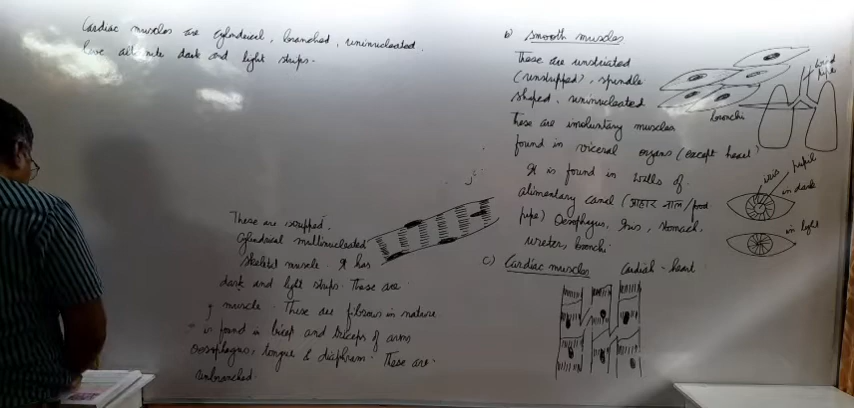 Cardiac muscles are cylindrical, branched, uninucleated.
have alternate dark and light strips.
These are stripped.
Cylindrical multinucleated
skeletal muscle. It has
dark and light strips. These are
muscle. These are fibrous in nature
is found in bicep and tricep of arms
Oesophagus, tongue & diaphram. These are
unbranched.
b) Smooth muscles
These are unstriated
(unstripped), spindle
shaped, uninucleated
These are involuntary muscles
found in visceral organs (except heart)
It is found in walls of
alimentary canal (आहार नाल/food
pipe) Oesophagus, iris, stomach,
ureters, bronchi.
c) Cardiac muscles cardial - heart
wind
pipe
bronchi
iris
pupil
in dark
in light